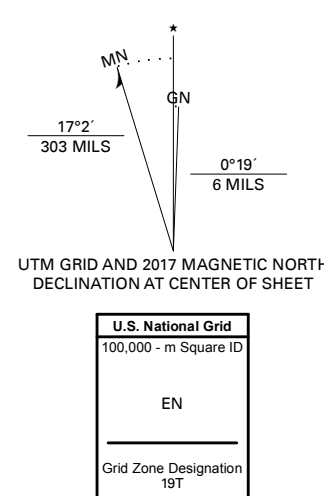 ★
MN
GN
17°2´
303 MILS
0°19´
6 MILS
UTM GRID AND 2017 MAGNETIC NORTH
DECLINATION AT CENTER OF SHEET
U.S. National Grid
100,000 - m Square ID
EN
Grid Zone Designation
19T